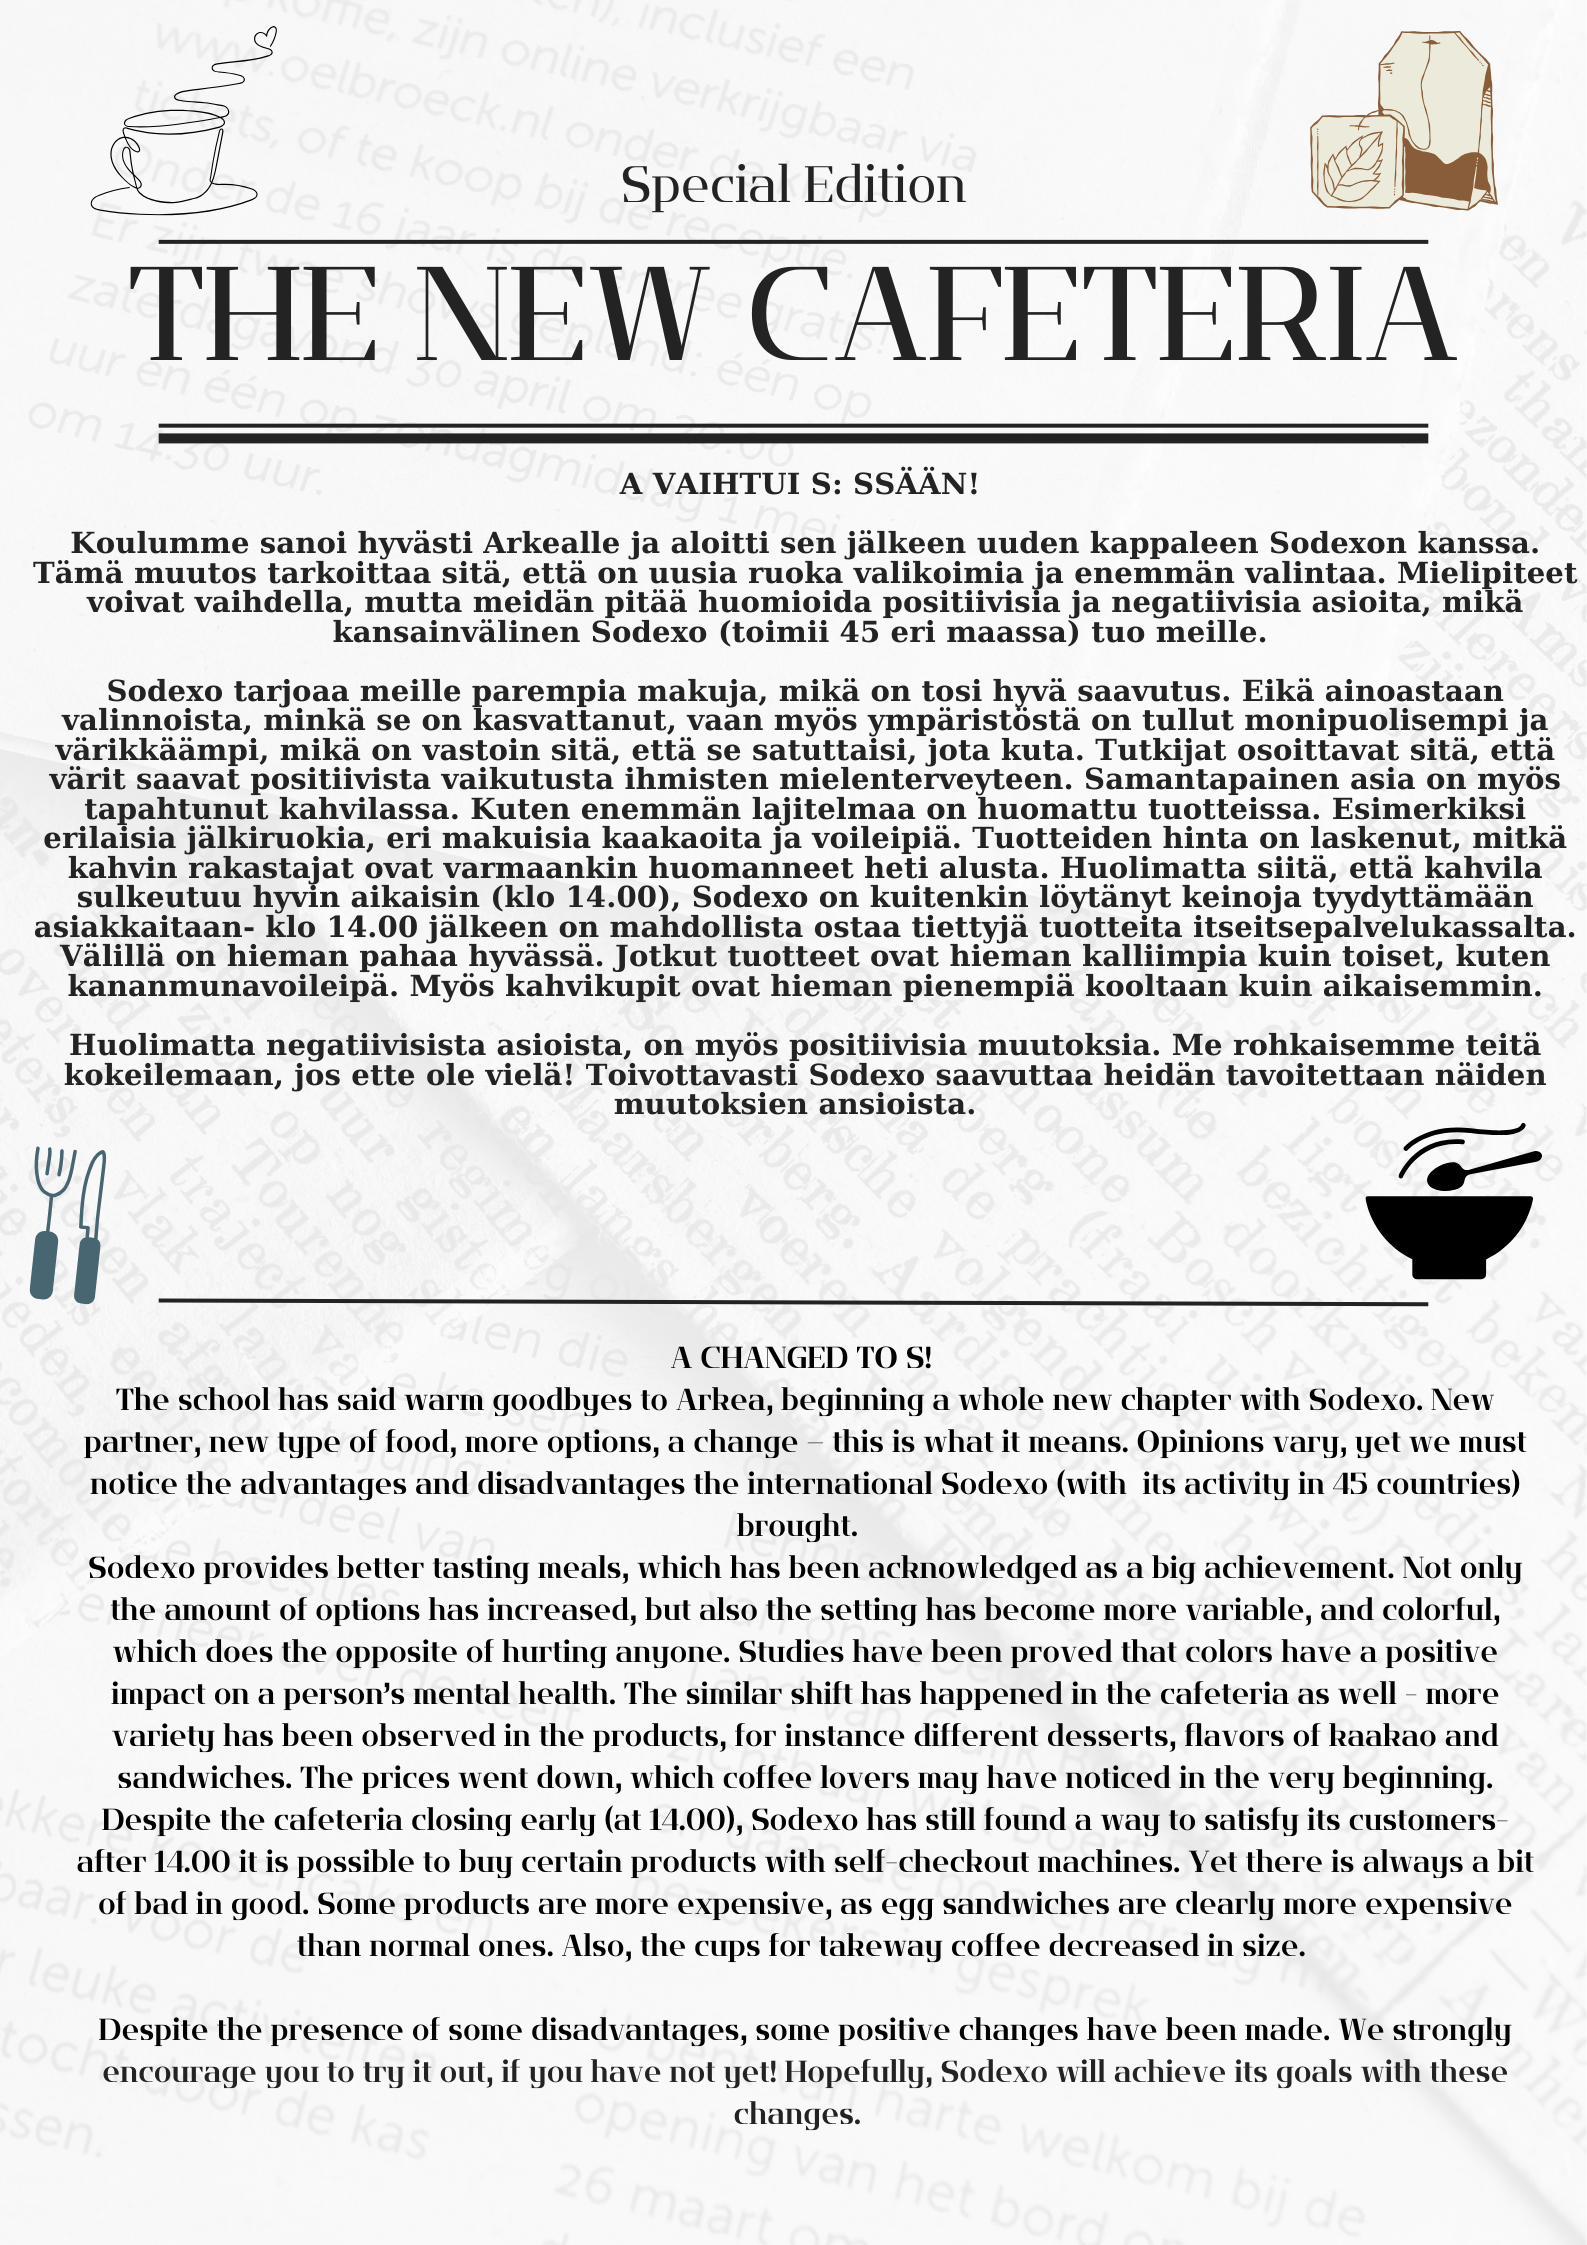 Special Edition
THE NEW CAFETERIA
A VAIHTUI S: SSÄÄN!
Koulumme sanoi hyvästi Arkealle ja aloitti sen jälkeen uuden kappaleen Sodexon kanssa.
Tämä muutos tarkoittaa sitä, että on uusia ruoka valikoimia ja enemmän valintaa. Mielipiteet
voivat vaihdella, mutta meidän pitää huomioida positiivisia ja negatiivisia asioita, mikä
kansainvälinen Sodexo (toimii 45 eri maassa) tuo meille.
Sodexo tarjoaa meille parempia makuja, mikä on tosi hyvä saavutus. Eikä ainoastaan
valinnoista, minkä se on kasvattanut, vaan myös ympäristöstä on tullut monipuolisempi ja
värikkäämpi, mikä on vastoin sitä, että se satuttaisi, jota kuta. Tutkijat osoittavat sitä, että
värit saavat positiivista vaikutusta ihmisten mielenterveyteen. Samantapainen asia on myös
tapahtunut kahvilassa. Kuten enemmän lajitelmaa on huomattu tuotteissa. Esimerkiksi
erilaisia jälkiruokia, eri makuisia kaakaoita ja voileipiä. Tuotteiden hinta on laskenut, mitkä
kahvin rakastajat ovat varmaankin huomanneet heti alusta. Huolimatta siitä, että kahvila
sulkeutuu hyvin aikaisin (klo 14.00), Sodexo on kuitenkin löytänyt keinoja tyydyttämään
asiakkaitaan- klo 14.00 jälkeen on mahdollista ostaa tiettyjä tuotteita itseitsepalvelukassalta.
Välillä on hieman pahaa hyvässä. Jotkut tuotteet ovat hieman kalliimpia kuin toiset, kuten
kananmunavoileipä. Myös kahvikupit ovat hieman pienempiä kooltaan kuin aikaisemmin.
Huolimatta negatiivisista asioista, on myös positiivisia muutoksia. Me rohkaisemme teitä
kokeilemaan, jos ette ole vielä! Toivottavasti Sodexo saavuttaa heidän tavoitettaan näiden
muutoksien ansioista.
A CHANGED TO S!
The school has said warm goodbyes to Arkea, beginning a whole new chapter with Sodexo. New
partner, new type of food, more options, a change – this is what it means. Opinions vary, yet we must
notice the advantages and disadvantages the international Sodexo (with its activity in 45 countries)
brought.
Sodexo provides better tasting meals, which has been acknowledged as a big achievement. Not only
the amount of options has increased, but also the setting has become more variable, and colorful,
which does the opposite of hurting anyone. Studies have been proved that colors have a positive
impact on a person's mental health. The similar shift has happened in the cafeteria as well - more
variety has been observed in the products, for instance different desserts, flavors of kaakao and
sandwiches. The prices went down, which coffee lovers may have noticed in the very beginning.
Despite the cafeteria closing early (at 14.00), Sodexo has still found a way to satisfy its customers-
after 14.00 it is possible to buy certain products with self-checkout machines. Yet there is always a bit
of bad in good. Some products are more expensive, as egg sandwiches are clearly more expensive
than normal ones. Also, the cups for takeway coffee decreased in size.
Despite the presence of some disadvantages, some positive changes have been made. We strongly
encourage you to try it out, if you have not yet! Hopefully, Sodexo will achieve its goals with these
changes.